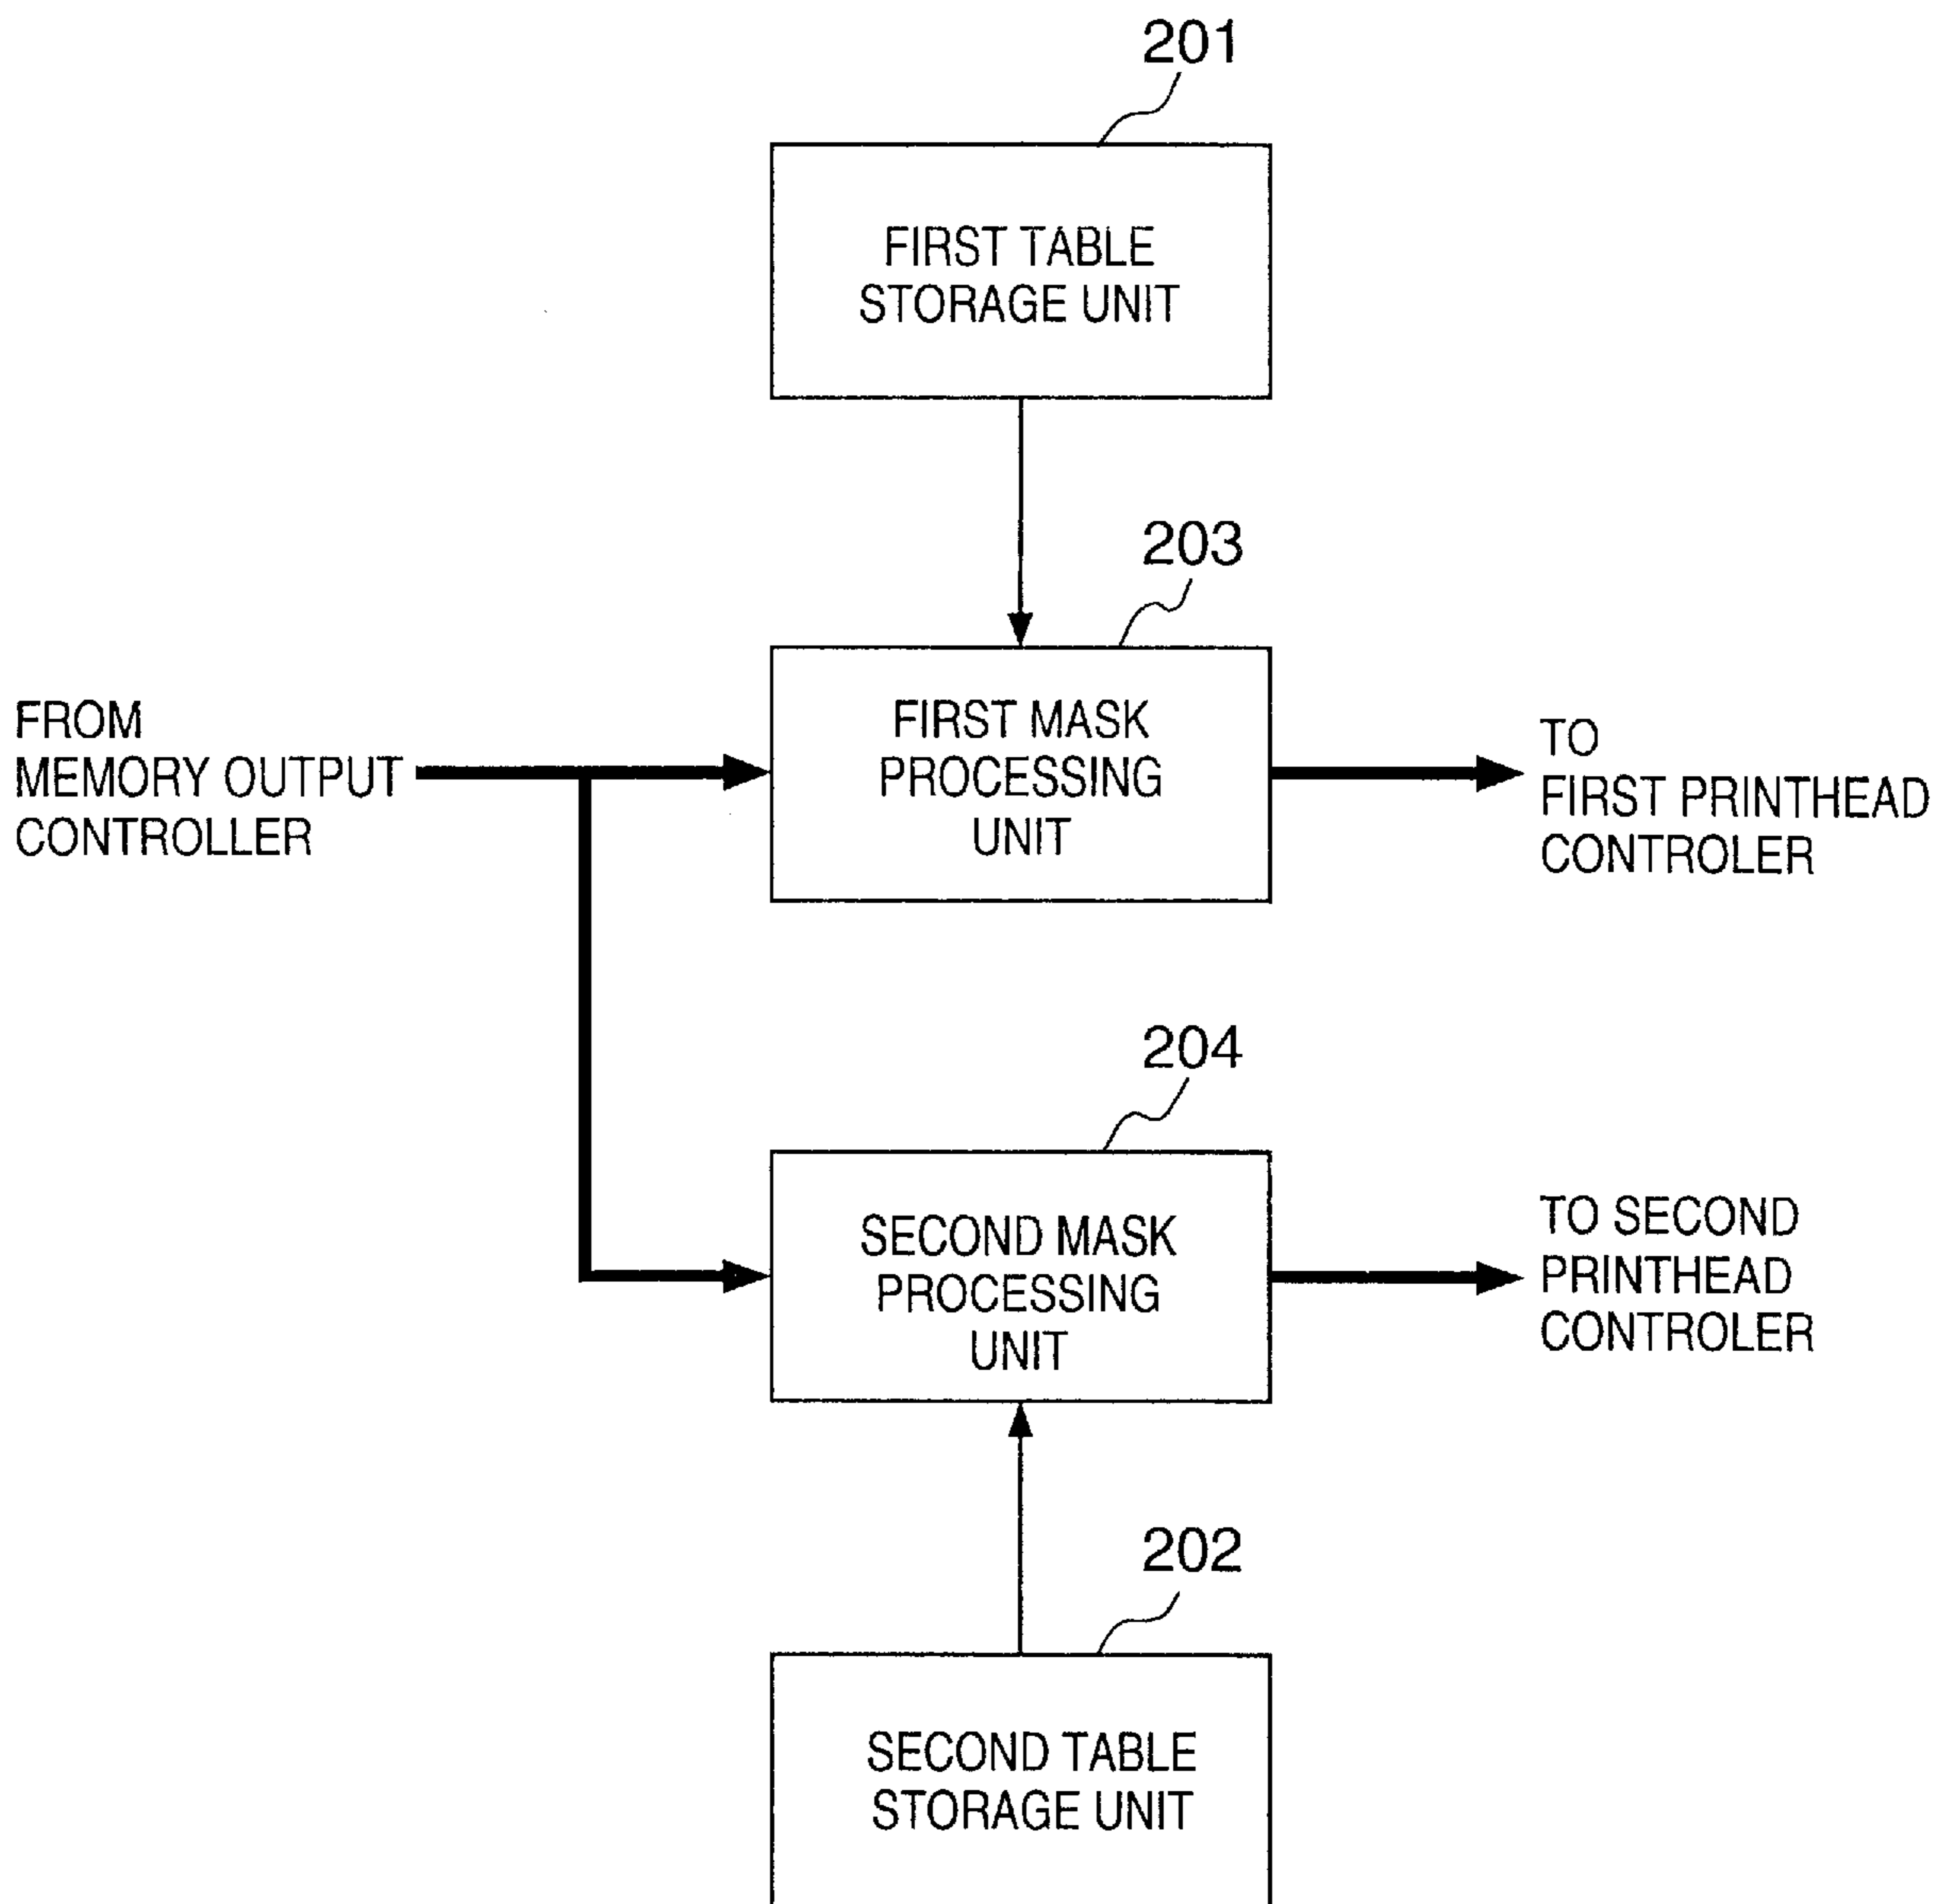 201
FIRST TABLE
STORAGE UNIT
203
FROM
MEMORY OUTPUT
CONTROLLER
FIRST MASK
PROCESSING
UNIT
TO
FIRST PRINTHEAD
CONTROLER
204
SECOND MASK
PROCESSING
UNIT
TO SECOND
PRINTHEAD
CONTROLER
202
SECOND TABLE
STORAGE UNIT